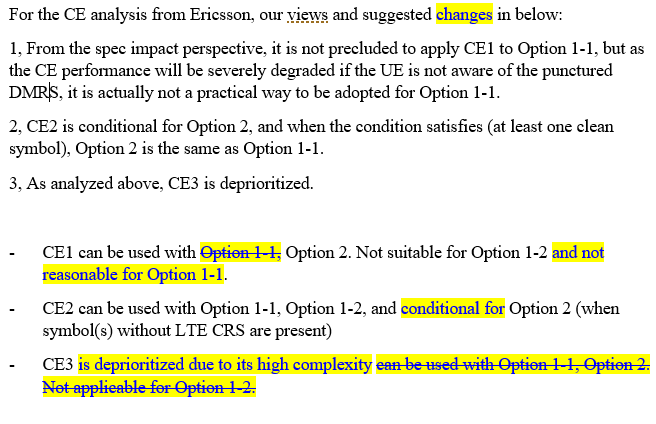 For the CE analysis from Ericsson, our views and suggested changes in below:
1, From the spec impact perspective, it is not precluded to apply CE1 to Option 1-1, but as
the CE performance will be severely degraded if the UE is not aware of the punctured
DMRS, it is actually not a practical way to be adopted for Option 1-1.
2, CE2 is conditional for Option 2, and when the condition satisfies (at least one clean
symbol), Option 2 is the same as Option 1-1.
3, As analyzed above, CE3 is deprioritized.
- CE1 can be used with Option 1-1, Option 2. Not suitable for Option 1-2 and not
reasonable for Option 1-1.
- CE2 can be used with Option 1-1, Option 1-2, and conditional for Option 2 (when
symbol(s) without LTE CRS are present)
- CE3 is deprioritized due to its high complexity can be used with Option 1-1, Option 2.
Not applicable for Option 1-2.